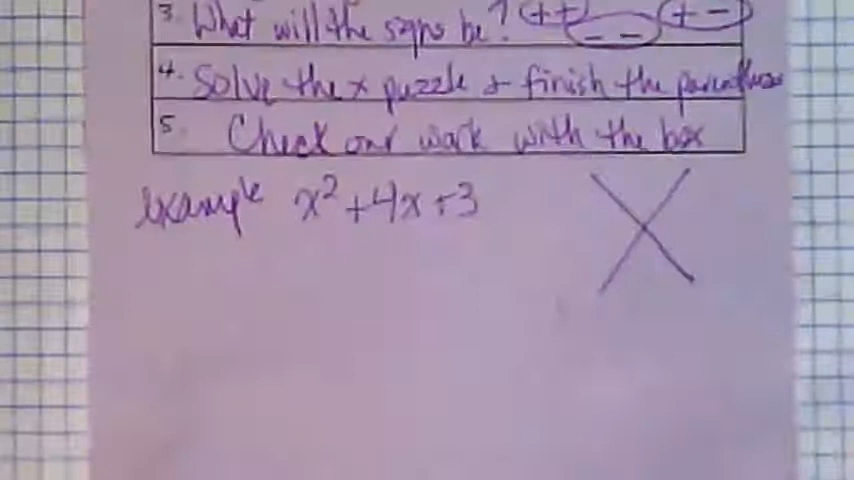 3. What will the signs be? ++ -- +-
4. Solve the x puzzle & finish the parentheses
5. Check our work with the box
example x²+4x+3